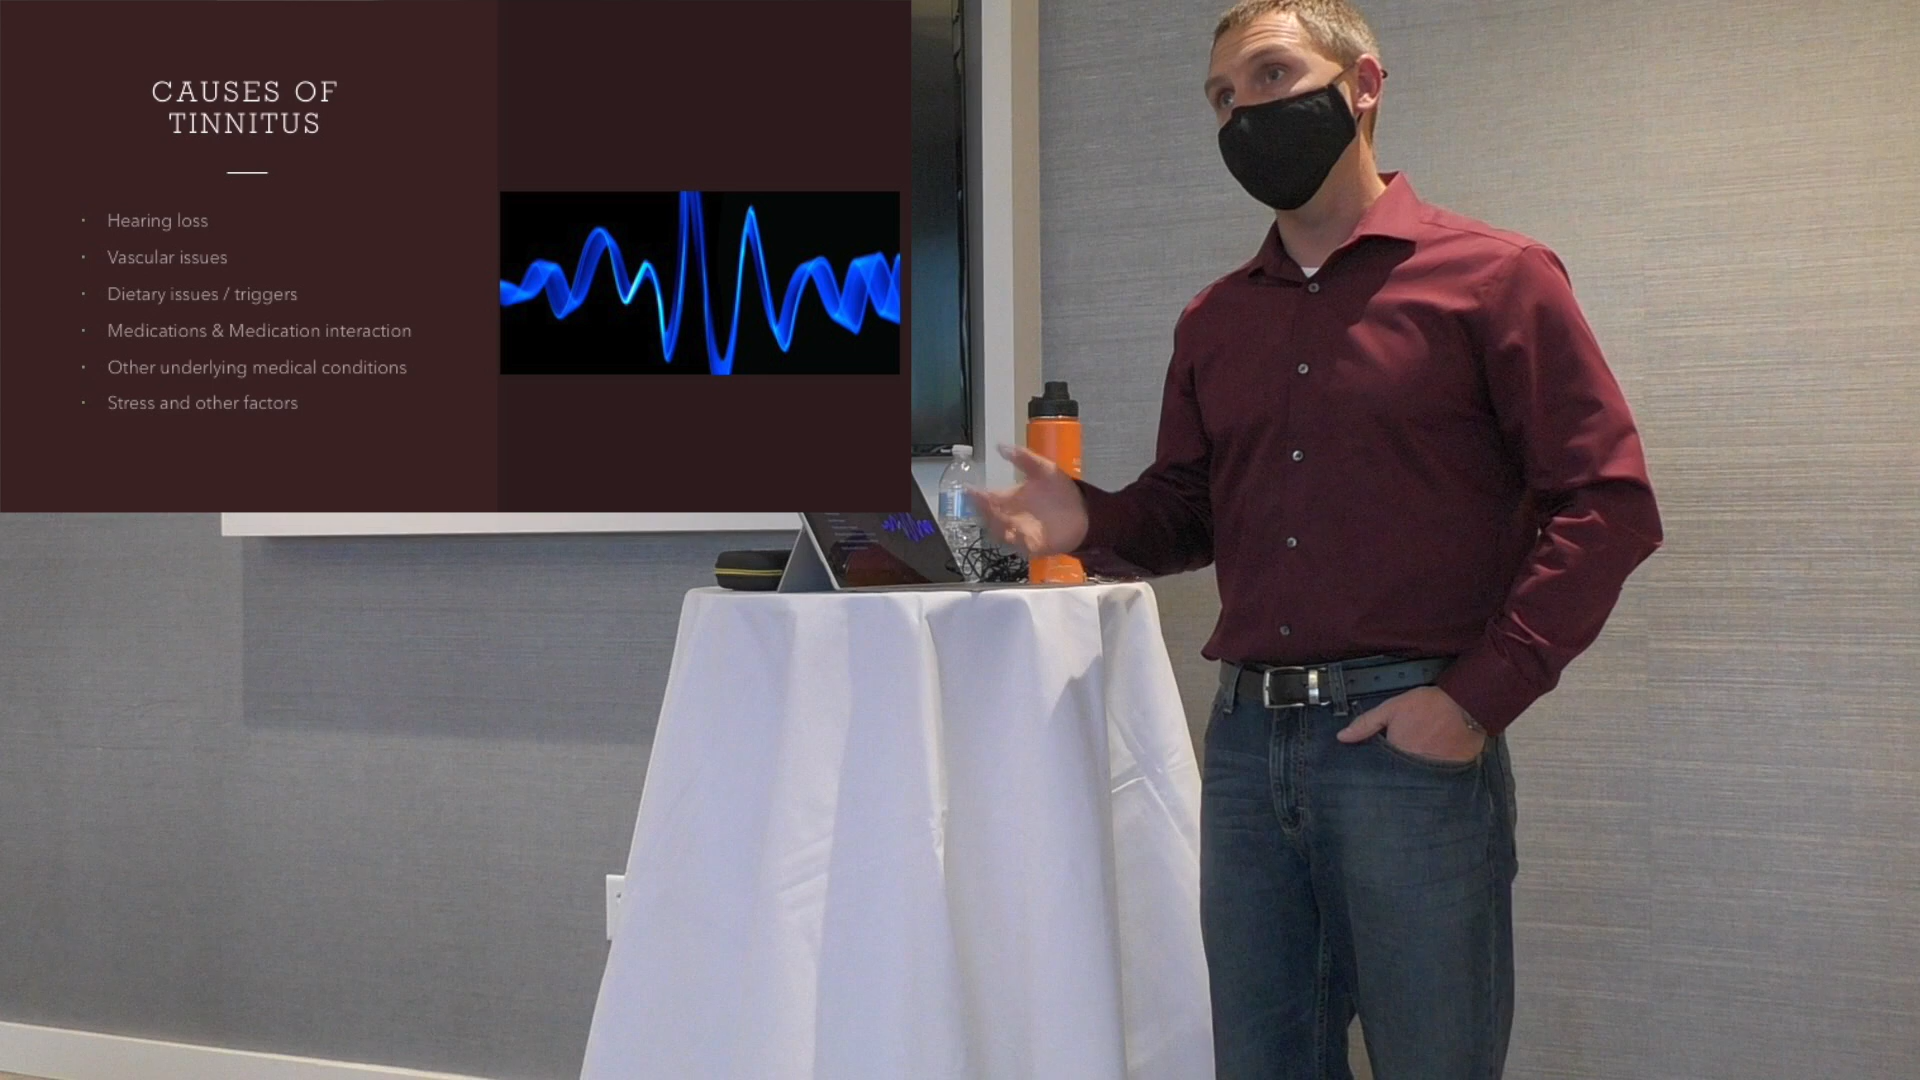 CAUSES OF
TINNITUS
· Hearing loss
· Vascular issues
· Dietary issues / triggers
· Medications & Medication interaction
· Other underlying medical conditions
· Stress and other factors